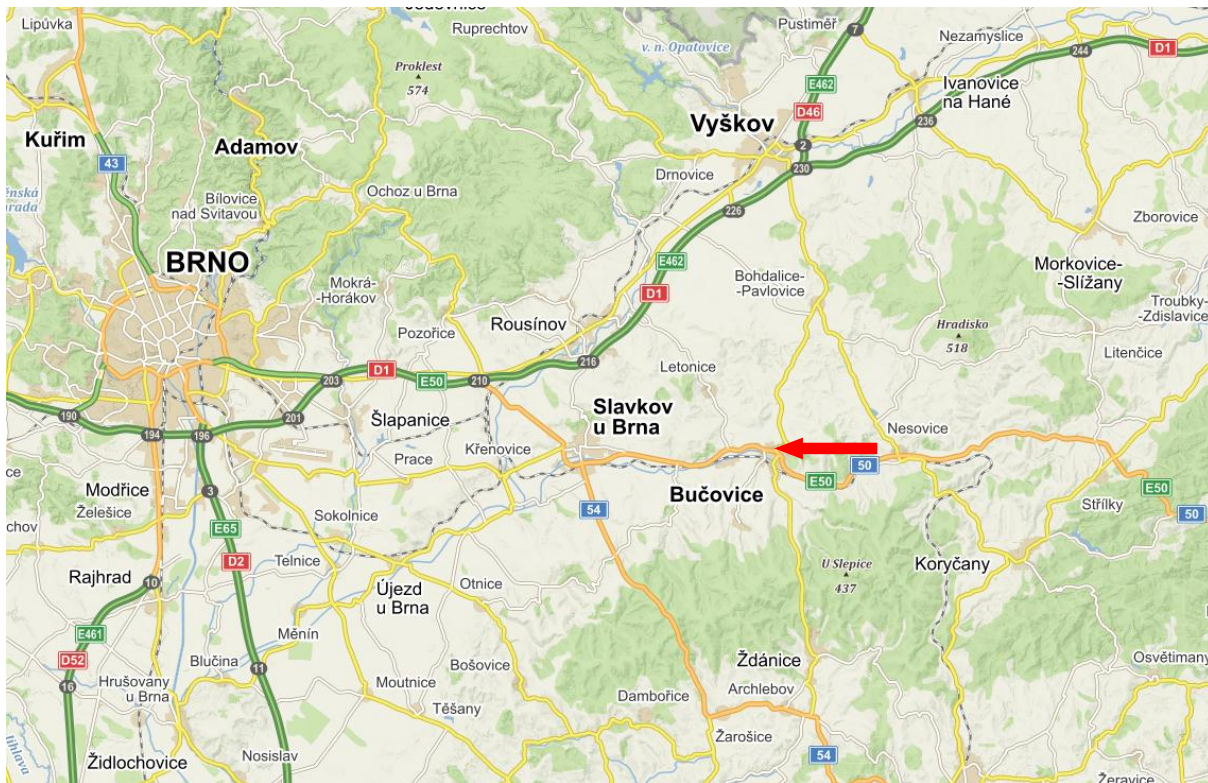 Lipůvka
Ruprechtov
Pustiměř
7
Nezamyslice
244
D1
v. n. Opatovice
Proklest
574
E462
D46
Ivanovice
na Hané
Kuřim
43
Adamov
Vyškov
2
236
230
Ochoz u Brna
Drnovice
Bílovice
nad Svitavou
226
Zborovice
BRNO
E462
Mokrá-
-Horákov
D1
Bohdalice-
-Pavlovice
Morkovice-
-Slížany
Troubky-
-Zdislavice
Pozořice
Rousínov
Hradisko
518
Litenčice
216
Letonice
D1
203
E50
210
190
194
196
201
Šlapanice
Slavkov
u Brna
Křenovice
Nesovice
Prace
50
E50
Modřice
3
Bučovice
E50
Želešice
Sokolnice
54
Střílky
50
E65
D2
Telnice
U Slepice
437
Koryčany
Rajhrad
10
Újezd
u Brna
Otnice
E461
Měnín
D52
Blučina
11
Bošovice
Ždánice
Osvětimany
16
Hrušovany
u Brna
Moutnice
Archlebov
Dambořice
Těšany
Žarošice
Židlochovice
Nosislav
54
Žeravice